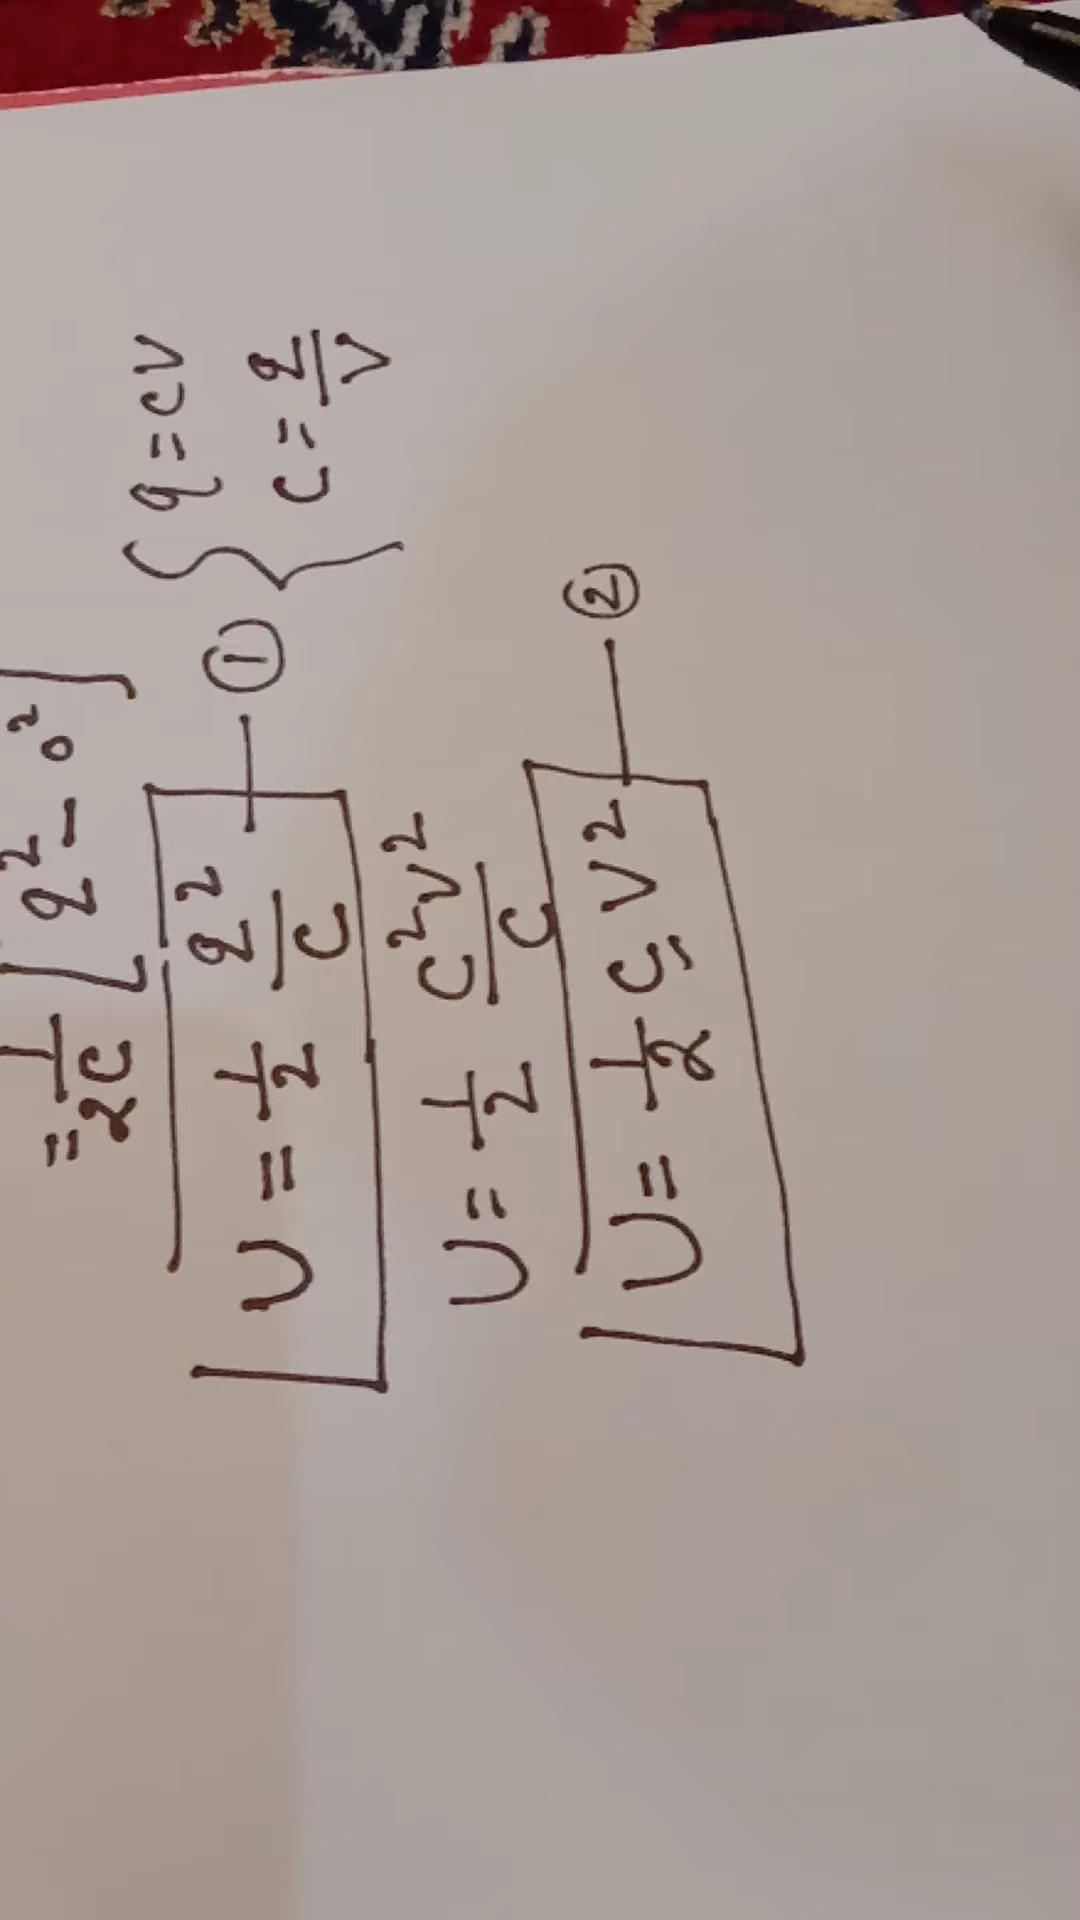 = 1/2C [q² - 0²]
U = 1/2 q²/C — ①
{ q = CV
C = q/V
U = 1/2 C²V²/C
U = 1/2 C V² — ②